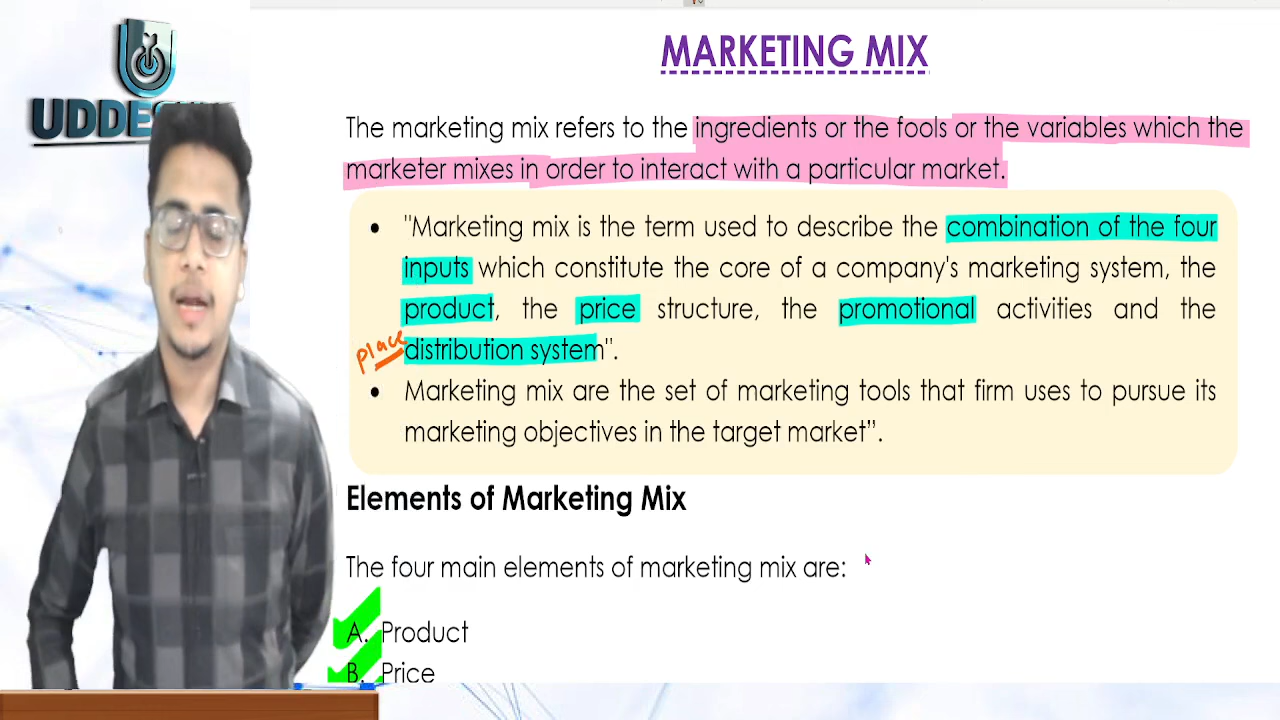 MARKETING MIX
The marketing mix refers to the ingredients or the fools or the variables which the
marketer mixes in order to interact with a particular market.
• "Marketing mix is the term used to describe the combination of the four
inputs which constitute the core of a company's marketing system, the
product, the price structure, the promotional activities and the
place distribution system".
• Marketing mix are the set of marketing tools that firm uses to pursue its
marketing objectives in the target market”.
Elements of Marketing Mix
The four main elements of marketing mix are:
A. Product
B. Price